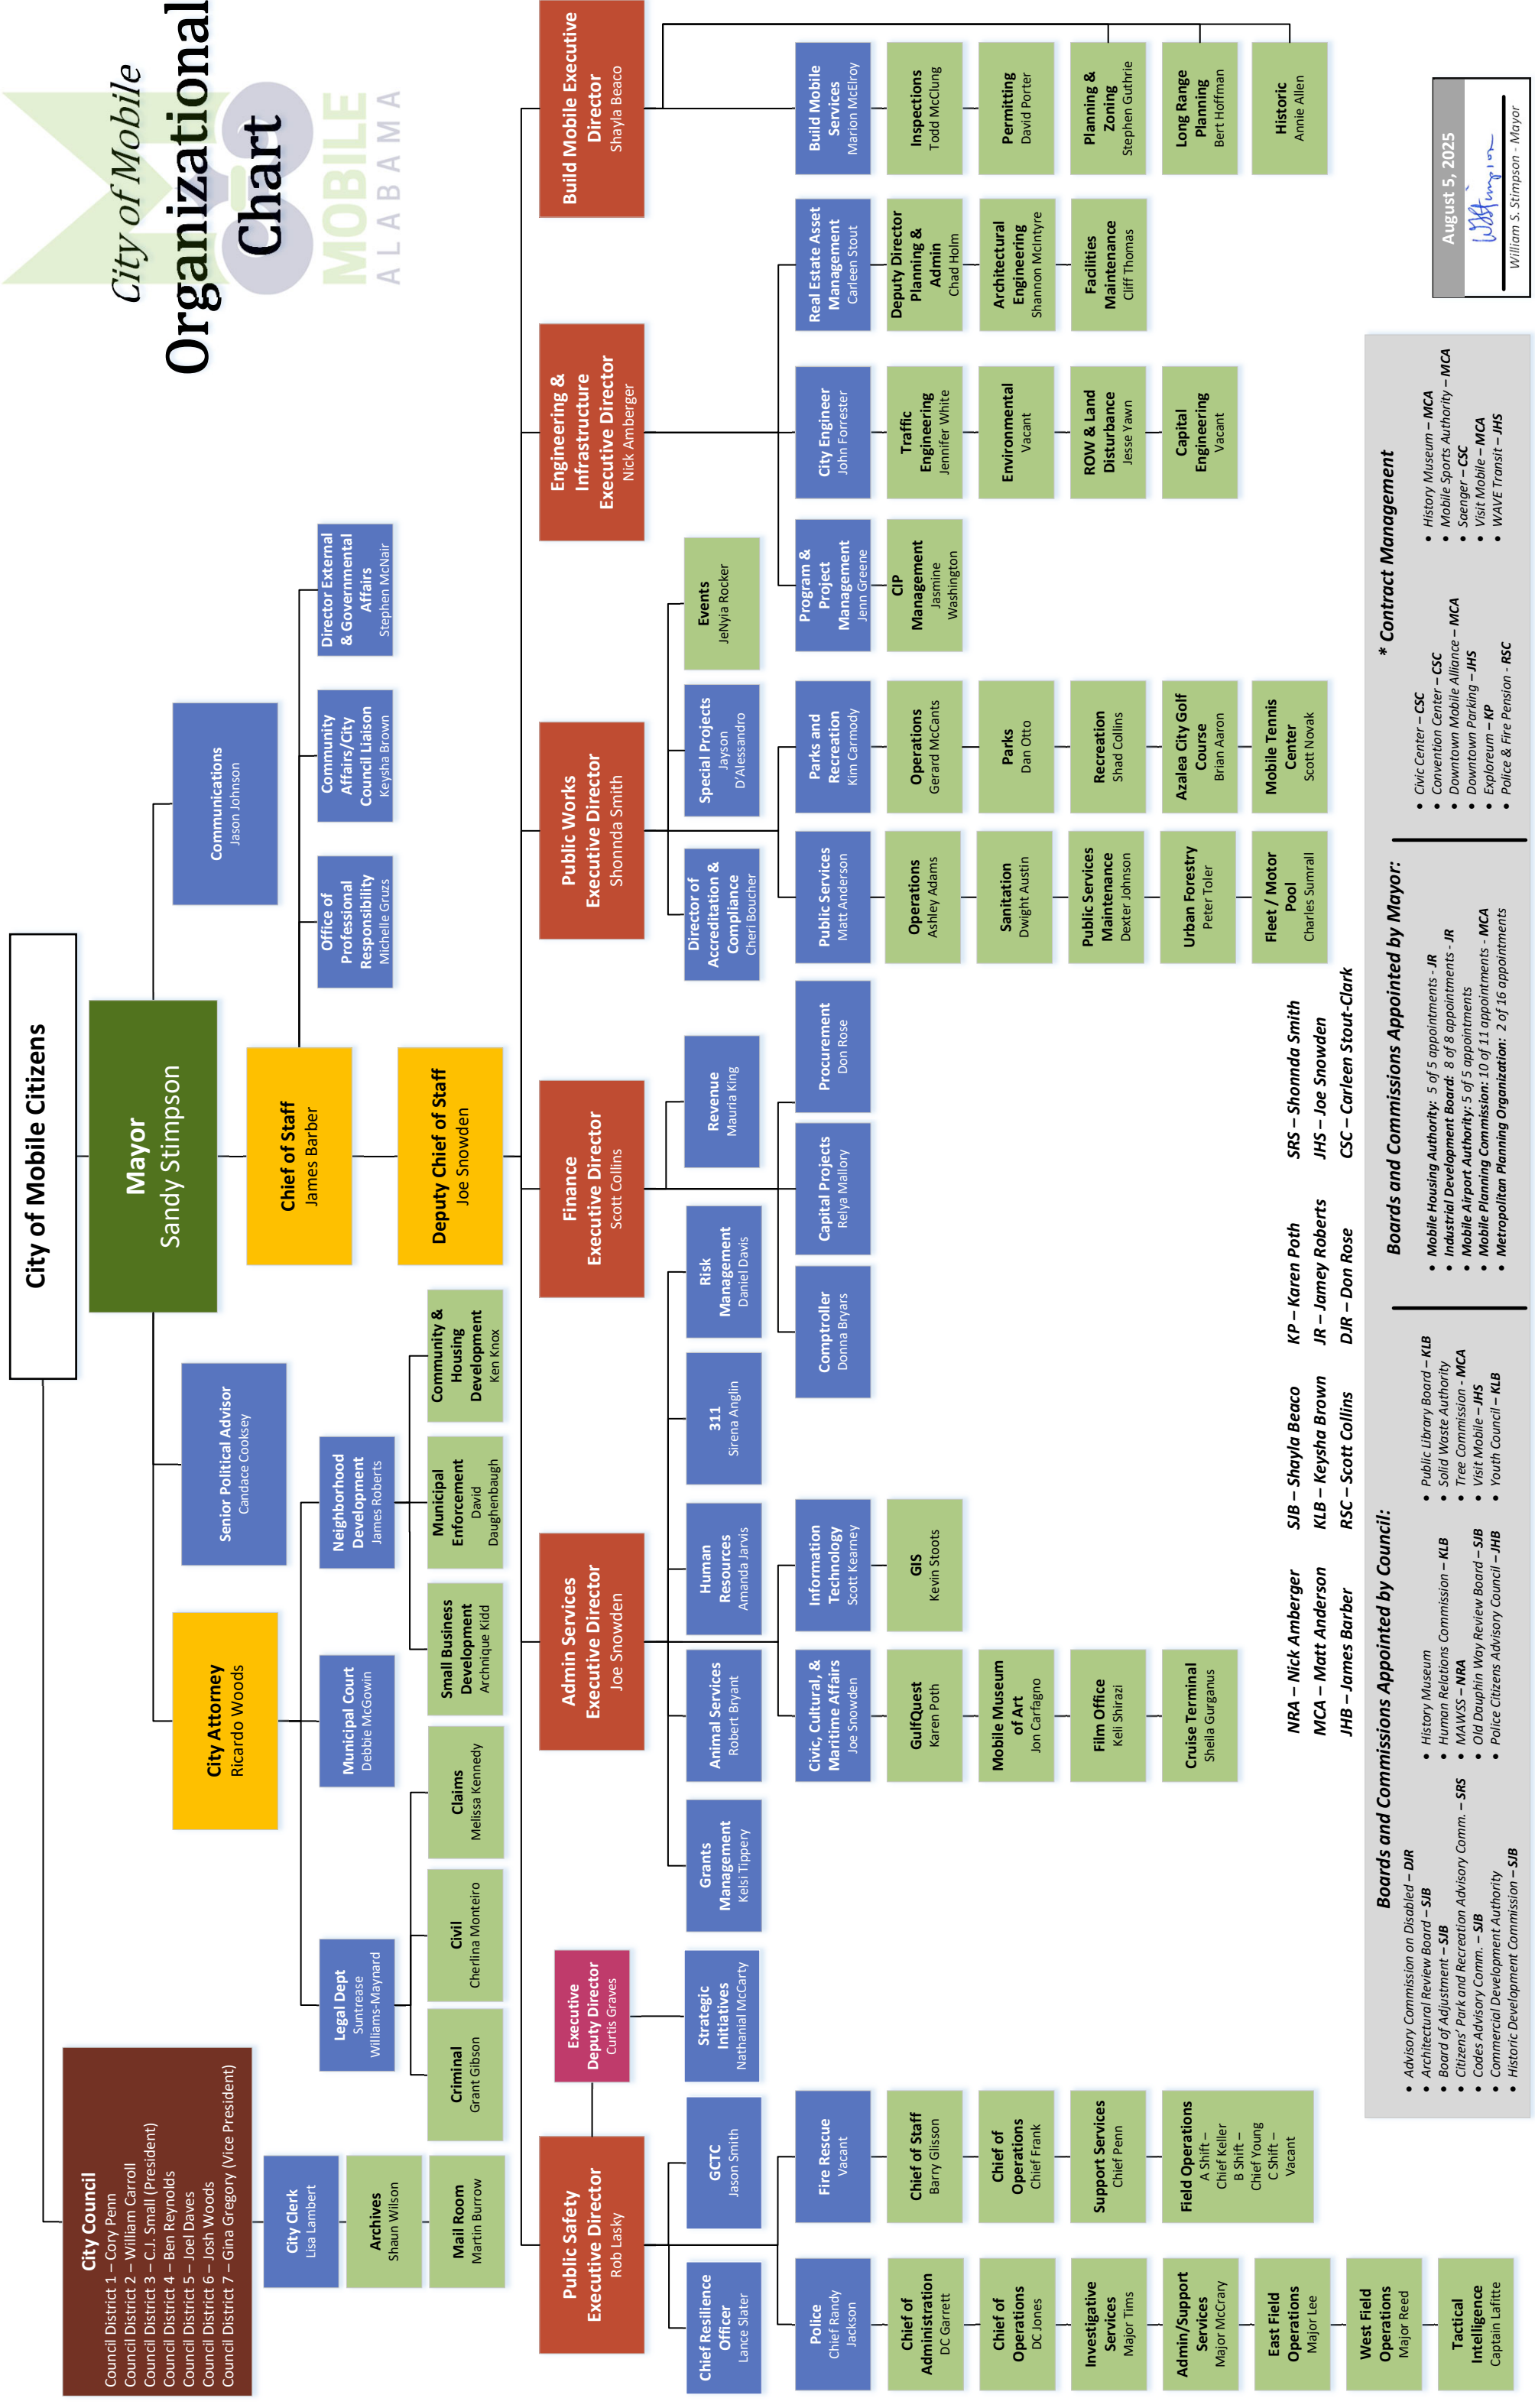 City of Mobile
Organizational
Chart
MOBILE
ALABAMA
City of Mobile Citizens
Mayor
Sandy Stimpson
City Council
Council District 1 – Cory Penn
Council District 2 – William Carroll
Council District 3 – C.J. Small (President)
Council District 4 – Ben Reynolds
Council District 5 – Joel Daves
Council District 6 – Josh Woods
Council District 7 – Gina Gregory (Vice President)
City Clerk
Lisa Lambert
Archives
Shaun Wilson
Mail Room
Martin Burrow
City Attorney
Ricardo Woods
Senior Political Advisor
Candace Cooksey
Communications
Jason Johnson
Chief of Staff
James Barber
Deputy Chief of Staff
Joe Snowden
Legal Dept
Suntrease
Williams-Maynard
Municipal Court
Debbie McGowin
Neighborhood
Development
James Roberts
Office of
Professional
Responsibility
Michelle Gruzs
Community
Affairs/City
Council Liaison
Keysha Brown
Director External
& Governmental
Affairs
Stephen McNair
Criminal
Grant Gibson
Civil
Cherlina Monteiro
Claims
Melissa Kennedy
Small Business
Development
Archnique Kidd
Municipal
Enforcement
David
Daughenbaugh
Community &
Housing
Development
Ken Knox
Public Safety
Executive Director
Rob Lasky
Executive
Deputy Director
Curtis Graves
Admin Services
Executive Director
Joe Snowden
Finance
Executive Director
Scott Collins
Public Works
Executive Director
Shonnda Smith
Engineering &
Infrastructure
Executive Director
Nick Amberger
Build Mobile Executive
Director
Shayla Beaco
Chief Resilience
Officer
Lance Slater
GCTC
Jason Smith
Strategic
Initiatives
Nathanial McCarty
Grants
Management
Kelsi Tippery
Animal Services
Robert Bryant
Human
Resources
Amanda Jarvis
311
Sirena Anglin
Risk
Management
Daniel Davis
Revenue
Mauria King
Director of
Accreditation &
Compliance
Cheri Boucher
Special Projects
Jayson
D'Alessandro
Events
JeNyia Rocker
Police
Chief Randy
Jackson
Chief of
Administration
DC Garrett
Chief of
Operations
DC Jones
Investigative
Services
Major Tims
Admin/Support
Services
Major McCrary
East Field
Operations
Major Lee
West Field
Operations
Major Reed
Tactical
Intelligence
Captain Lafitte
Fire Rescue
Vacant
Chief of Staff
Barry Glisson
Chief of
Operations
Chief Frank
Support Services
Chief Penn
Field Operations
A Shift –
Chief Keller
B Shift –
Chief Young
C Shift –
Vacant
Civic, Cultural, &
Maritime Affairs
Joe Snowden
GulfQuest
Karen Poth
Mobile Museum
of Art
Jon Carfagno
Film Office
Keli Shirazi
Cruise Terminal
Sheila Gurganus
Information
Technology
Scott Kearney
GIS
Kevin Stoots
Comptroller
Donna Bryars
Capital Projects
Relya Mallory
Procurement
Don Rose
Public Services
Matt Anderson
Operations
Ashley Adams
Sanitation
Dwight Austin
Public Services
Maintenance
Dexter Johnson
Urban Forestry
Peter Toler
Fleet / Motor
Pool
Charles Sumrall
Parks and
Recreation
Kim Carmody
Operations
Gerard McCants
Parks
Dan Otto
Recreation
Shad Collins
Azalea City Golf
Course
Brian Aaron
Mobile Tennis
Center
Scott Novak
Program &
Project
Management
Jenn Greene
CIP
Management
Jasmine
Washington
City Engineer
John Forrester
Traffic
Engineering
Jennifer White
Environmental
Vacant
ROW & Land
Disturbance
Jesse Yawn
Capital
Engineering
Vacant
Real Estate Asset
Management
Carleen Stout
Deputy Director
Planning &
Admin
Chad Holm
Architectural
Engineering
Shannon McIntyre
Facilities
Maintenance
Cliff Thomas
Build Mobile
Services
Marion McElroy
Inspections
Todd McClung
Permitting
David Porter
Planning &
Zoning
Stephen Guthrie
Long Range
Planning
Bert Hoffman
Historic
Annie Allen
NRA – Nick Amberger
MCA – Matt Anderson
JHB – James Barber
SJB – Shayla Beaco
KLB – Keysha Brown
RSC – Scott Collins
KP – Karen Poth
JR – Jamey Roberts
DJR – Don Rose
SRS – Shonnda Smith
JHS – Joe Snowden
CSC – Carleen Stout-Clark
Boards and Commissions Appointed by Council:
• Advisory Commission on Disabled – DJR
• Architectural Review Board – SJB
• Board of Adjustment – SJB
• Citizens' Park and Recreation Advisory Comm. – SRS
• Codes Advisory Comm. – SJB
• Commercial Development Authority
• Historic Development Commission – SJB
• History Museum
• Human Relations Commission – KLB
• MAWSS – NRA
• Old Dauphin Way Review Board – SJB
• Police Citizens Advisory Council – JHB
• Public Library Board – KLB
• Solid Waste Authority
• Tree Commission - MCA
• Visit Mobile – JHS
• Youth Council – KLB
Boards and Commissions Appointed by Mayor:
• Mobile Housing Authority: 5 of 5 appointments - JR
• Industrial Development Board: 8 of 8 appointments - JR
• Mobile Airport Authority: 5 of 5 appointments
• Mobile Planning Commission: 10 of 11 appointments - MCA
• Metropolitan Planning Organization: 2 of 16 appointments
* Contract Management
• Civic Center – CSC
• Convention Center – CSC
• Downtown Mobile Alliance – MCA
• Downtown Parking – JHS
• Exploreum – KP
• Police & Fire Pension - RSC
• History Museum – MCA
• Mobile Sports Authority – MCA
• Saenger – CSC
• Visit Mobile – MCA
• WAVE Transit – JHS
August 5, 2025
WSStimpson
William S. Stimpson - Mayor